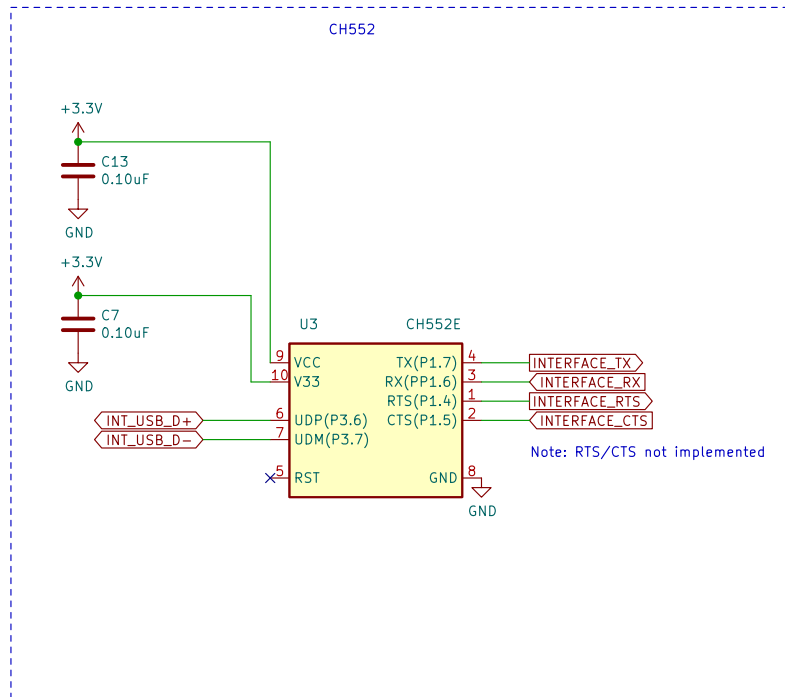 CH552
+3.3V
C13
0.10uF
GND
+3.3V
C7
0.10uF
GND
U3
CH552E
9
VCC
10
V33
6
UDP(P3.6)
7
UDM(P3.7)
5
RST
TX(P1.7)
4
RX(PP1.6)
3
RTS(P1.4)
1
CTS(P1.5)
2
GND
8
INT_USB_D+
INT_USB_D-
INTERFACE_TX
INTERFACE_RX
INTERFACE_RTS
INTERFACE_CTS
Note: RTS/CTS not implemented
GND